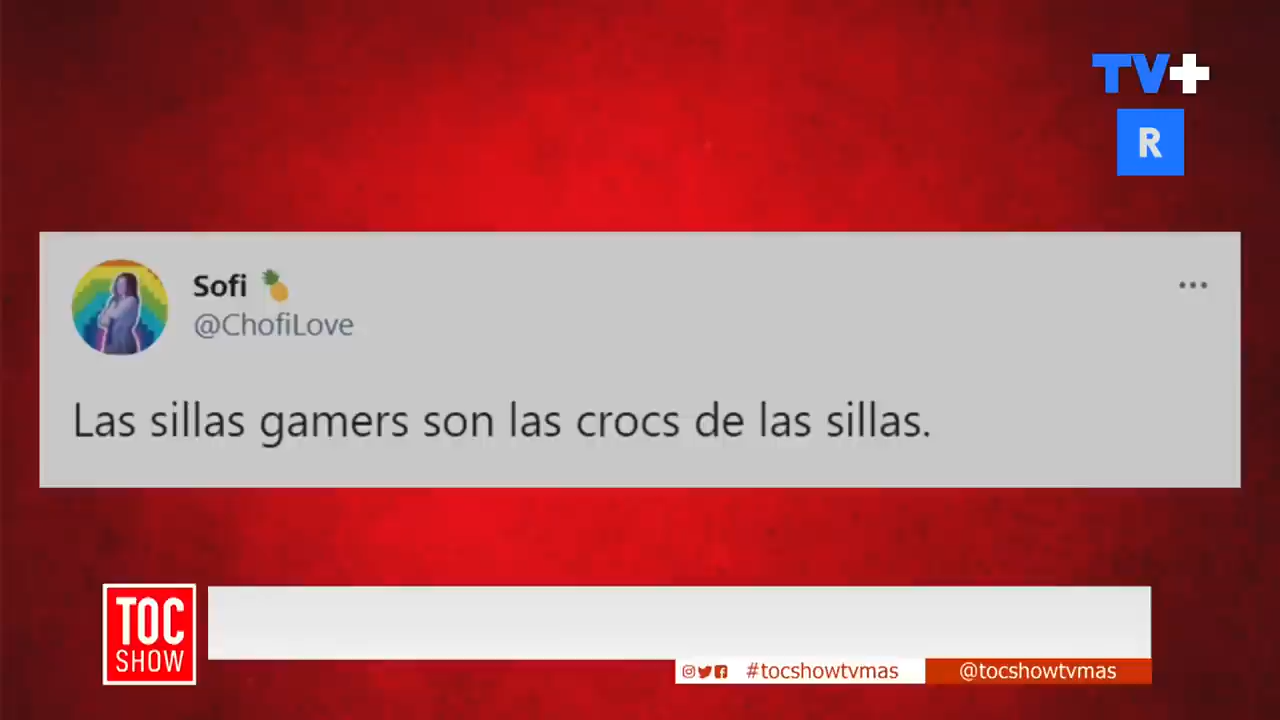 TV+
R
Sofi 🍍
@ChofiLove
Las sillas gamers son las crocs de las sillas.
TOC
SHOW
#tocshowtvmas
@tocshowtvmas